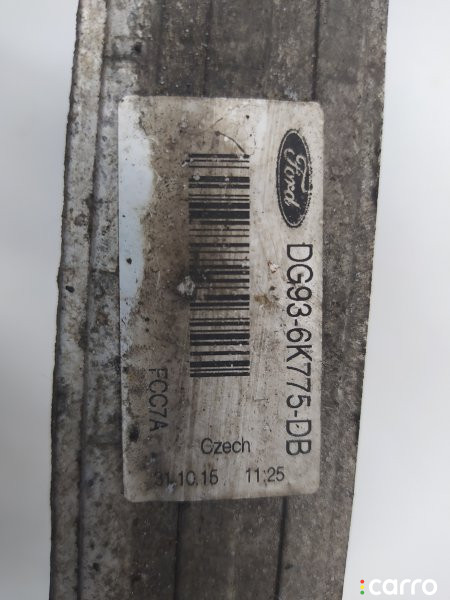 Ford
DG93-6K775-DB
FCC7A
Czech
31.10.15 11:25
carro